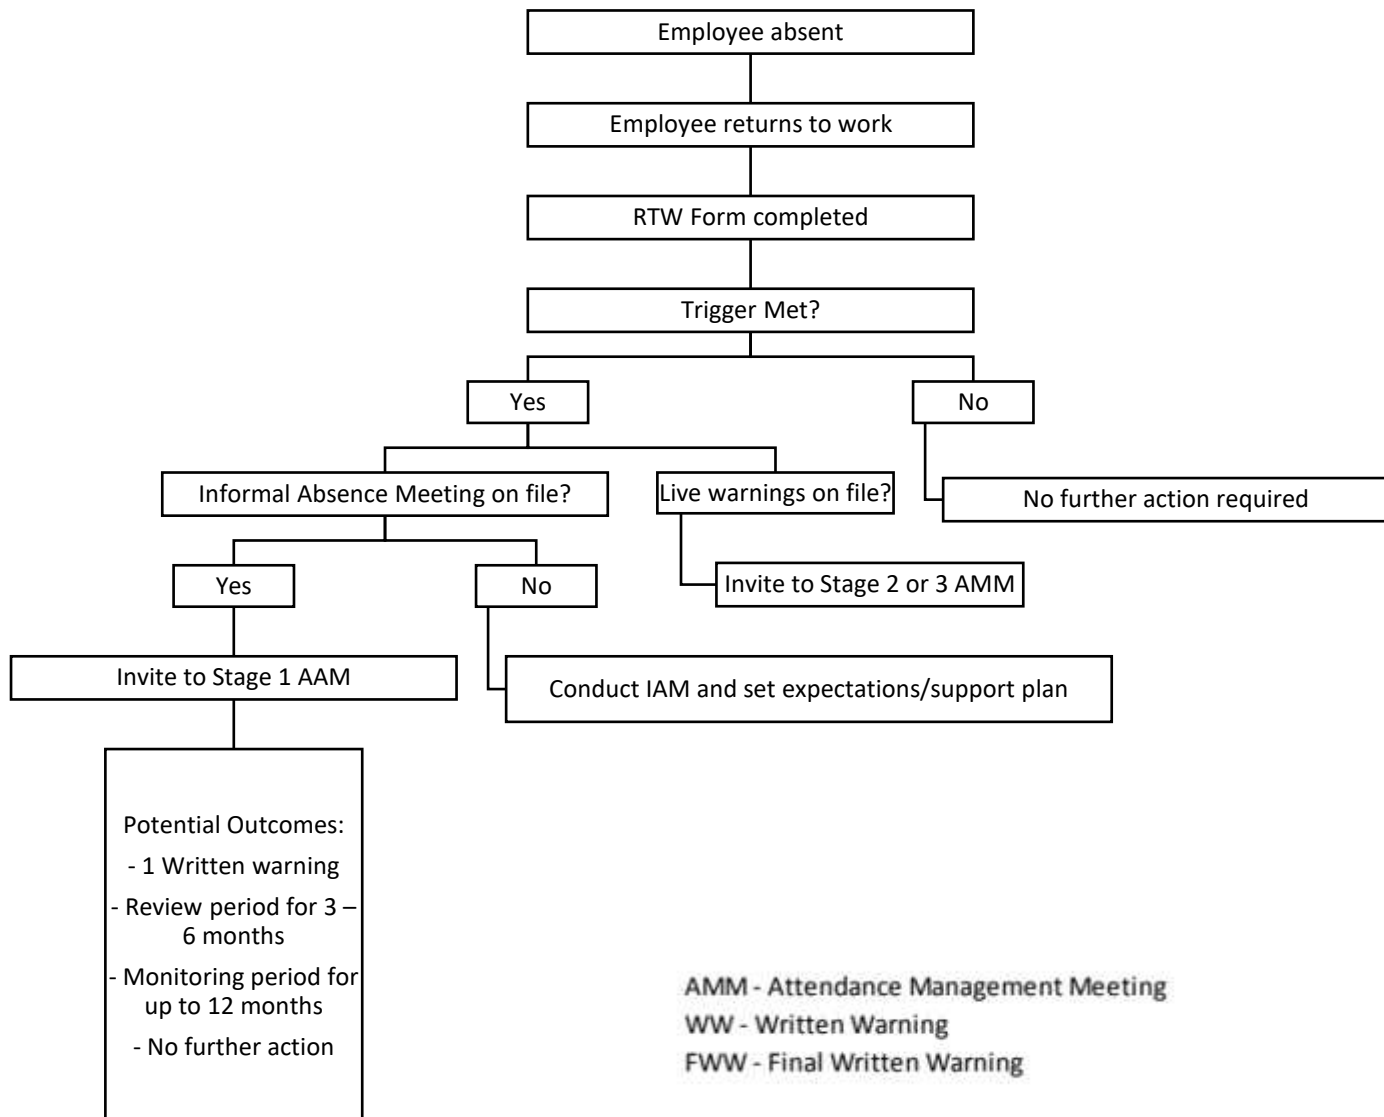 Employee absent
Employee returns to work
RTW Form completed
Trigger Met?
Yes
No
Informal Absence Meeting on file?
Live warnings on file?
No further action required
Yes
No
Invite to Stage 2 or 3 AMM
Invite to Stage 1 AAM
Conduct IAM and set expectations/support plan
Potential Outcomes:
- 1 Written warning
- Review period for 3 –
6 months
- Monitoring period for
up to 12 months
- No further action
AMM - Attendance Management Meeting
WW - Written Warning
FWW - Final Written Warning